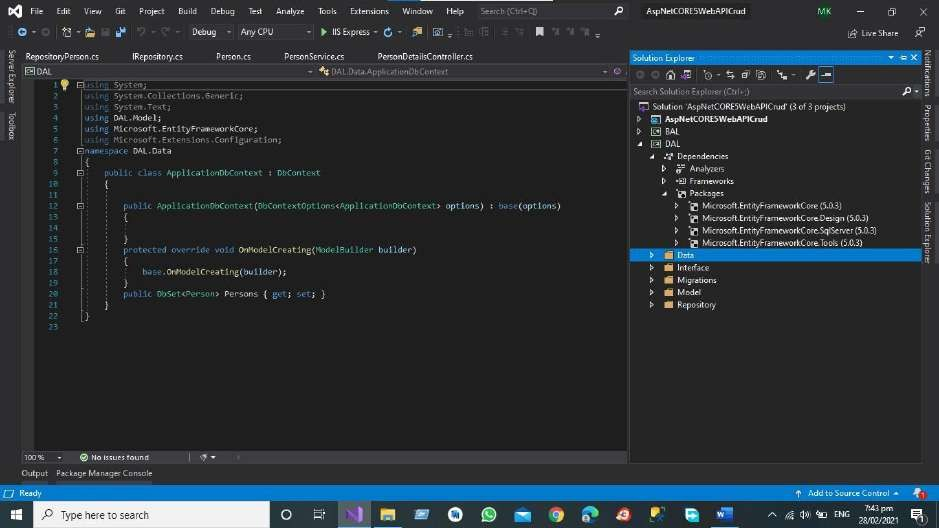 File Edit View Git Project Build Debug Test Analyze Tools Extensions Window Help Search (Ctrl+Q) AspNetCORE5WebAPICrud MK
Debug Any CPU IIS Express Live Share
RepositoryPerson.cs IRepository.cs Person.cs PersonService.cs PersonDetailsController.cs
DAL DAL.Data.ApplicationDbContext
Server Explorer
Toolbox
1 using System;
2 using System.Collections.Generic;
3 using System.Text;
4 using DAL.Model;
5 using Microsoft.EntityFrameworkCore;
6 using Microsoft.Extensions.Configuration;
7 namespace DAL.Data
8 {
9 public class ApplicationDbContext : DbContext
10 {
11
12 public ApplicationDbContext(DbContextOptions<ApplicationDbContext> options) : base(options)
13 {
14
15 }
16 protected override void OnModelCreating(ModelBuilder builder)
17 {
18 base.OnModelCreating(builder);
19 }
20 public DbSet<Person> Persons { get; set; }
21 }
22 }
23
100 % No issues found
Output Package Manager Console
Solution Explorer
Search Solution Explorer (Ctrl+;)
Solution 'AspNetCORE5WebAPICrud' (3 of 3 projects)
AspNetCORE5WebAPICrud
BAL
DAL
Dependencies
Analyzers
Frameworks
Packages
Microsoft.EntityFrameworkCore (5.0.3)
Microsoft.EntityFrameworkCore.Design (5.0.3)
Microsoft.EntityFrameworkCore.SqlServer (5.0.3)
Microsoft.EntityFrameworkCore.Tools (5.0.3)
Data
Interface
Migrations
Model
Repository
Notifications
Properties
Git Changes
Solution Explorer
Ready Add to Source Control 1
Type here to search ENG 7:43 pm
28/02/2021 1